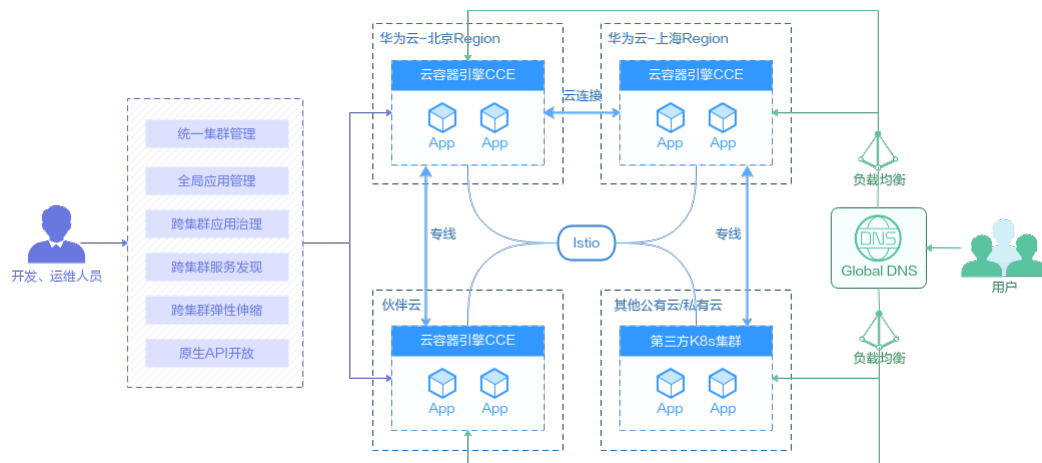 华为云-北京Region
华为云-上海Region
云容器引擎CCE
云容器引擎CCE
云连接
App
App
App
App
统一集群管理
全局应用管理
跨集群应用治理
跨集群服务发现
跨集群弹性伸缩
原生API开放
开发、运维人员
专线
Istio
专线
负载均衡
DNS
Global DNS
用户
负载均衡
伙伴云
其他公有云/私有云
云容器引擎CCE
第三方K8s集群
App
App
App
App